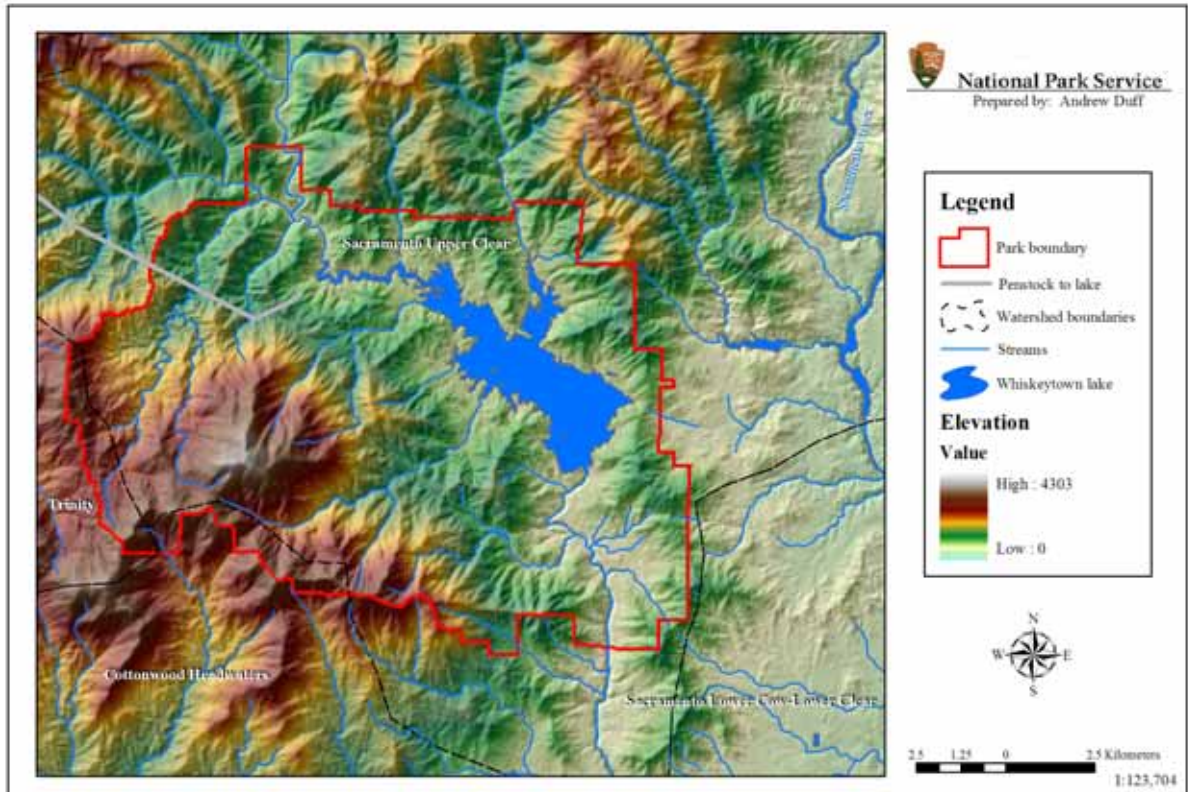 National Park Service
Prepared by: Andrew Duff
Sacramento River
Sacramento Upper Clear
Trinity
Cottonwood Headwaters
Sacramento Lower Cow-Lower Clear
Legend
Park boundary
Penstock to lake
Watershed boundaries
Streams
Whiskeytown lake
Elevation
Value
High : 4303
Low : 0
N
W E
S
2.5 1.25 0 2.5 Kilometers
1:123,704